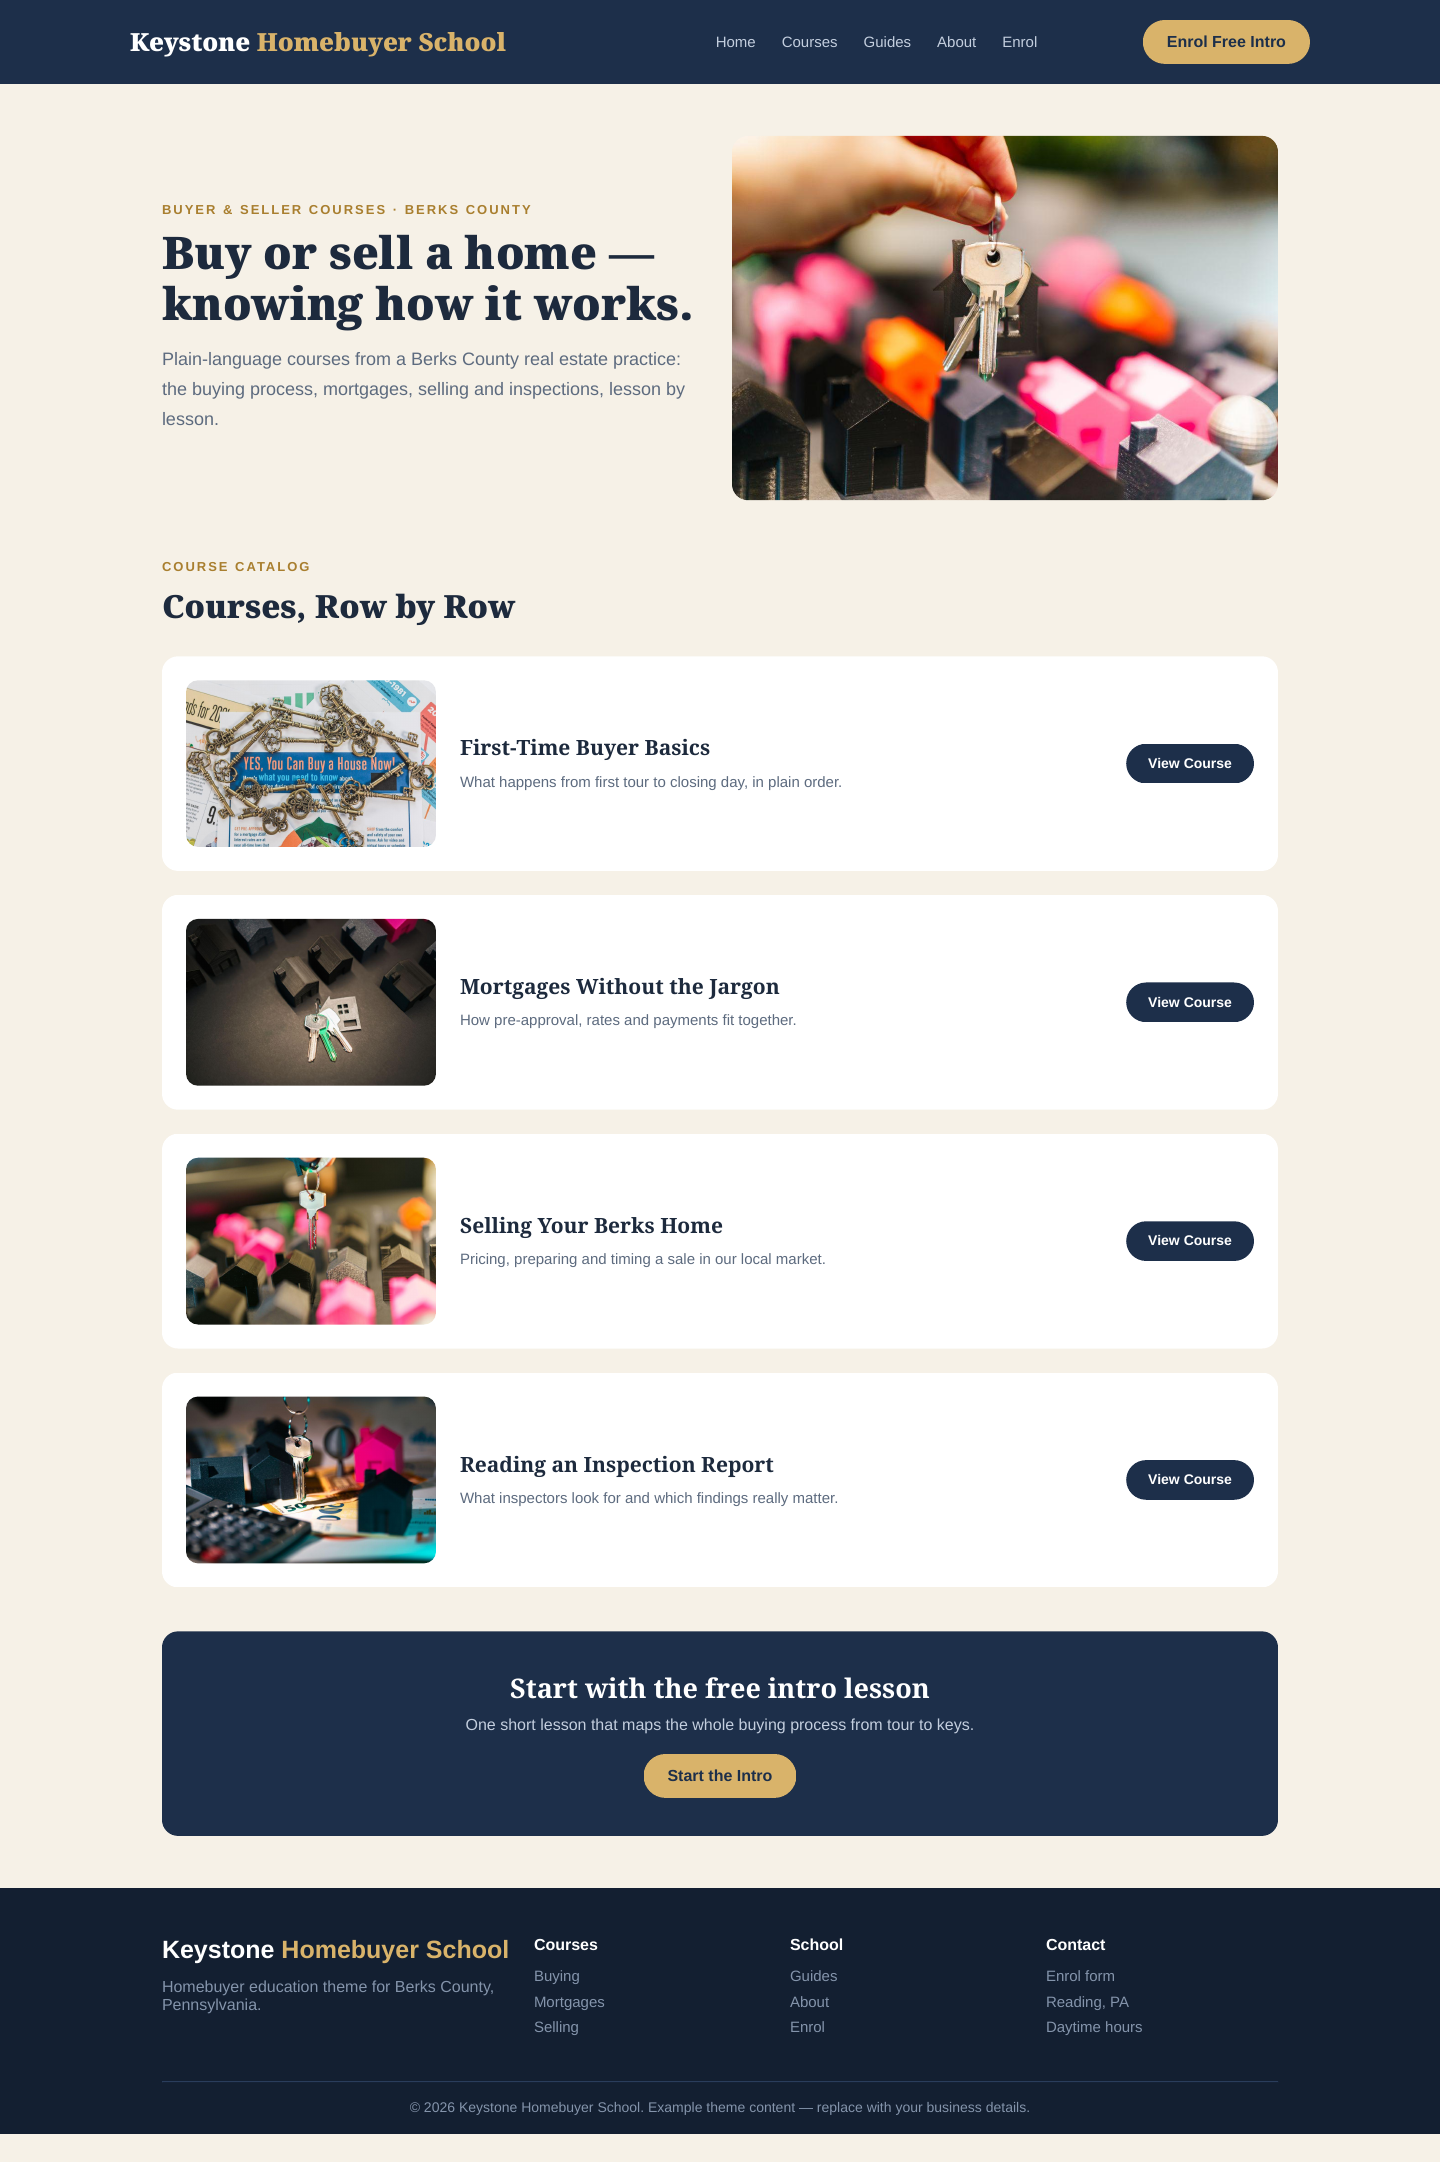 Keystone Homebuyer School
Home Courses Guides About Enrol
Enrol Free Intro
BUYER & SELLER COURSES · BERKS COUNTY
Buy or sell a home —
knowing how it works.
Plain-language courses from a Berks County real estate practice:
the buying process, mortgages, selling and inspections, lesson by
lesson.
COURSE CATALOG
Courses, Row by Row
YES, You Can Buy a House Now!
what you need to know
First-Time Buyer Basics
What happens from first tour to closing day, in plain order.
View Course
Mortgages Without the Jargon
How pre-approval, rates and payments fit together.
View Course
Selling Your Berks Home
Pricing, preparing and timing a sale in our local market.
View Course
50
Reading an Inspection Report
What inspectors look for and which findings really matter.
View Course
Start with the free intro lesson
One short lesson that maps the whole buying process from tour to keys.
Start the Intro
Keystone Homebuyer School
Homebuyer education theme for Berks County,
Pennsylvania.
Courses
Buying
Mortgages
Selling
School
Guides
About
Enrol
Contact
Enrol form
Reading, PA
Daytime hours
© 2026 Keystone Homebuyer School. Example theme content — replace with your business details.